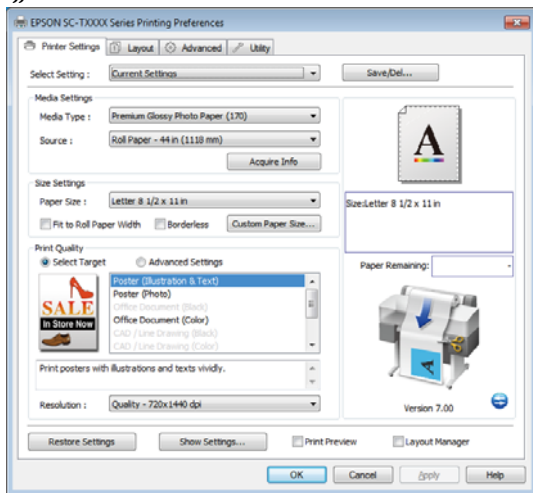 „
EPSON SC-TXXXX Series Printing Preferences
Printer Settings Layout Advanced Utility
Select Setting : Current Settings Save/Del...
Media Settings
Media Type : Premium Glossy Photo Paper (170)
Source : Roll Paper - 44 in (1118 mm)
Acquire Info
A
Size Settings
Paper Size : Letter 8 1/2 x 11 in
Size:Letter 8 1/2 x 11 in
Fit to Roll Paper Width Borderless Custom Paper Size...
Print Quality
Select Target Advanced Settings
Paper Remaining: -
SALE
In Store Now
Poster (Illustration & Text)
Poster (Photo)
Office Document (Black)
Office Document (Color)
CAD / Line Drawing (Black)
CAD / Line Drawing (Color)
A
Print posters with illustrations and texts vividly.
Resolution : Quality - 720x1440 dpi
Version 7.00
Restore Settings Show Settings... Print Preview Layout Manager
OK Cancel Apply Help